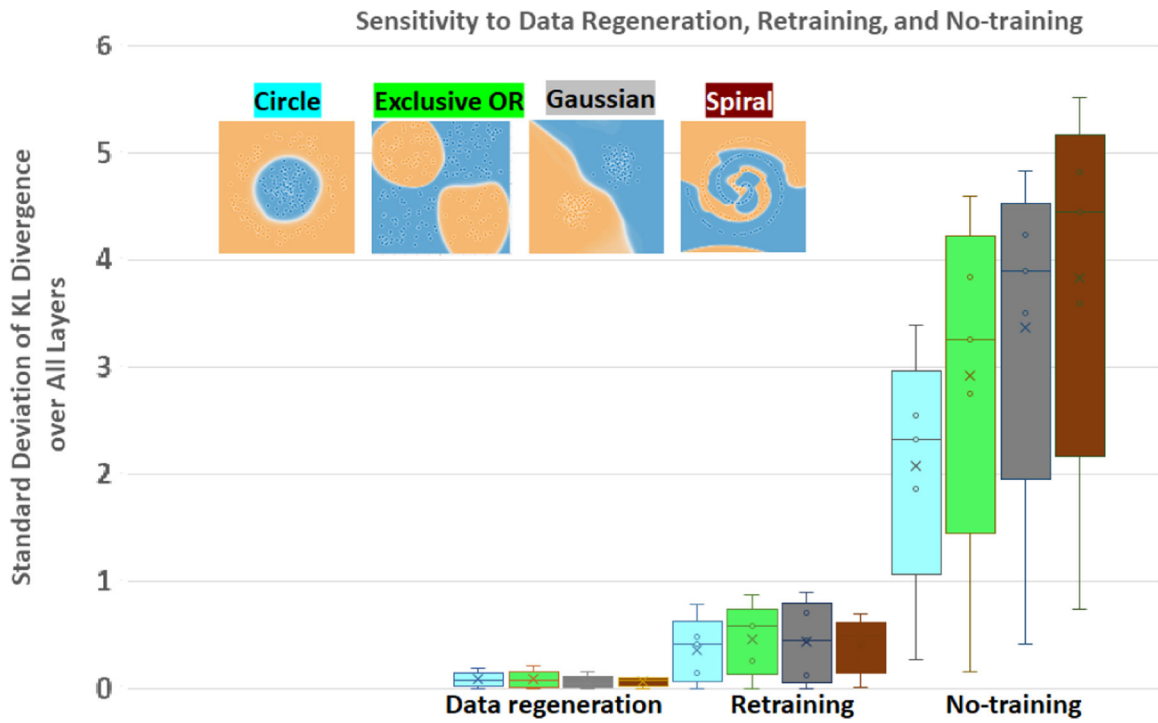 Sensitivity to Data Regeneration, Retraining, and No-training
Standard Deviation of KL Divergence
over All Layers
6
5
4
3
2
1
0
Circle
Exclusive OR
Gaussian
Spiral
Data regeneration
Retraining
No-training